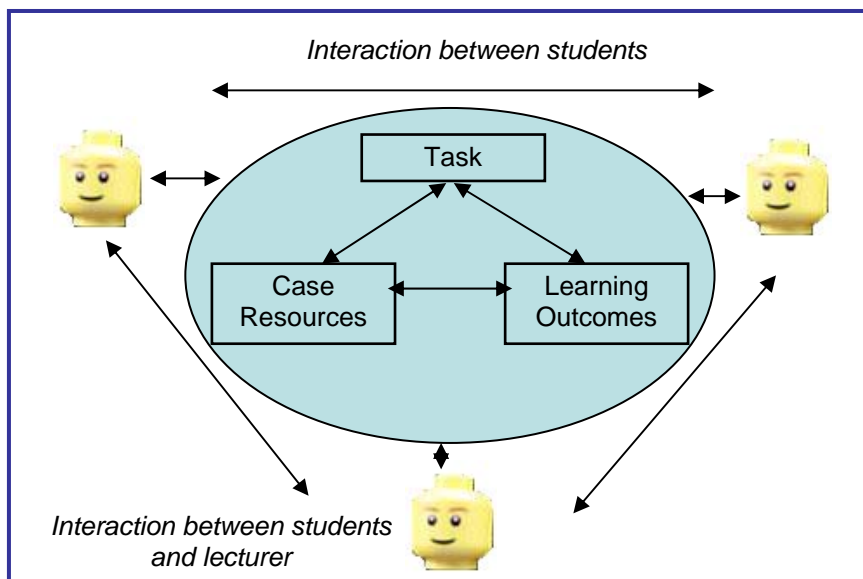 Interaction between students
Task
Case
Resources
Learning
Outcomes
Interaction between students
and lecturer